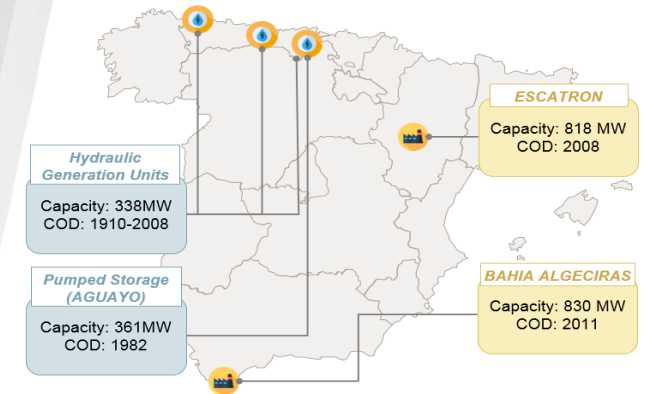 ESCATRON
Capacity: 818 MW
COD: 2008
Hydraulic
Generation Units
Capacity: 338MW
COD: 1910-2008
Pumped Storage
(AGUAYO)
Capacity: 361MW
COD: 1982
BAHIA ALGECIRAS
Capacity: 830 MW
COD: 2011